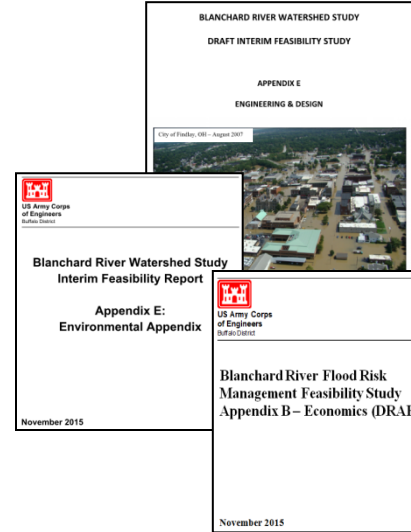 BLANCHARD RIVER WATERSHED STUDY
DRAFT INTERIM FEASIBILITY STUDY
APPENDIX E
ENGINEERING & DESIGN
City of Findlay, OH – August 2007
US Army Corps
of Engineers
Buffalo District
Blanchard River Watershed Study
Interim Feasibility Report
Appendix E:
Environmental Appendix
November 2015
US Army Corps
of Engineers
Buffalo District
Blanchard River Flood Risk
Management Feasibility Study
Appendix B – Economics (DRAF
November 2015